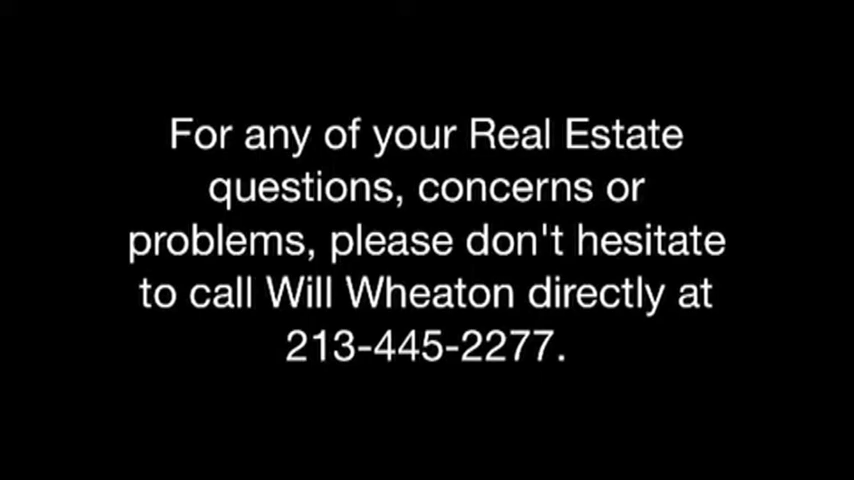 For any of your Real Estate
questions, concerns or
problems, please don't hesitate
to call Will Wheaton directly at
213-445-2277.